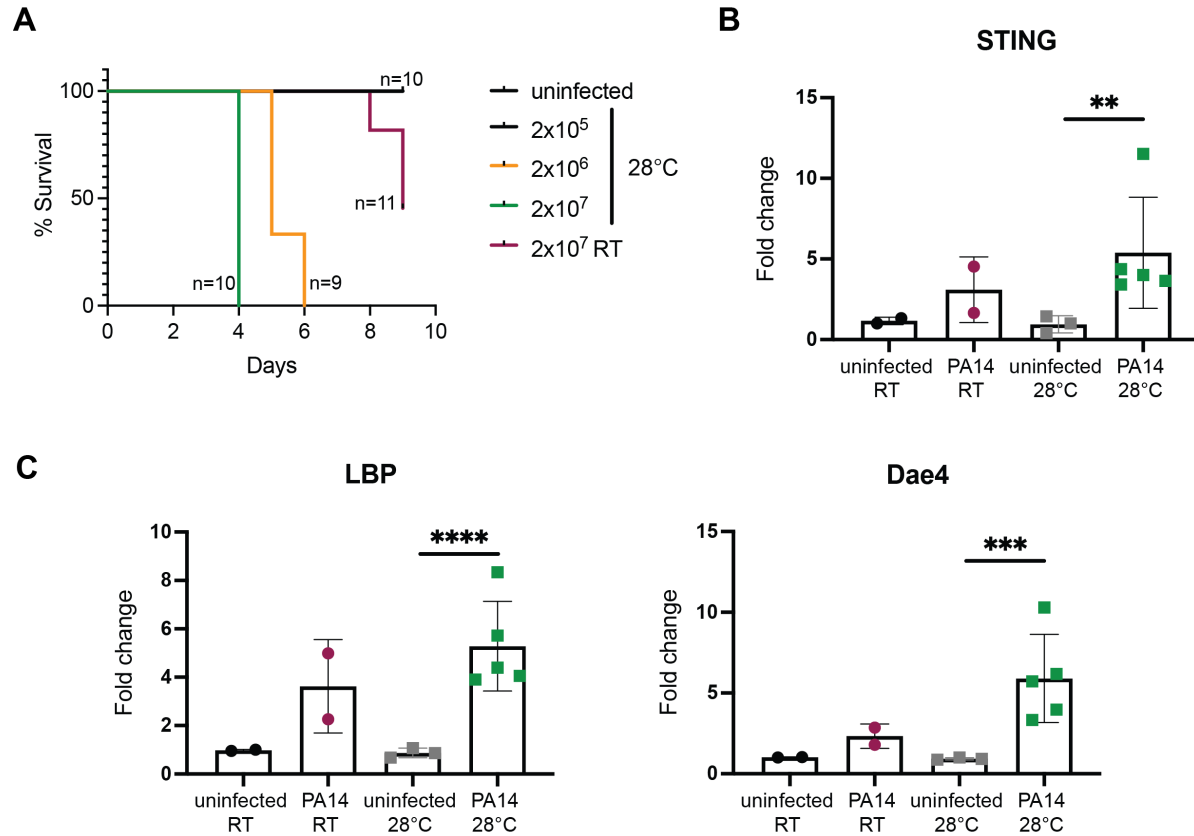 A
% Survival
100
50
0
0 2 4 6 8 10
Days
n=10
n=11
n=10
n=9
uninfected
2x10⁵
2x10⁶
2x10⁷
2x10⁷ RT
28°C
B
STING
Fold change
15
10
5
0
**
uninfected RT
PA14 RT
uninfected 28°C
PA14 28°C
C
LBP
Fold change
10
8
6
4
2
0
****
uninfected RT
PA14 RT
uninfected 28°C
PA14 28°C
Dae4
Fold change
15
10
5
0
***
uninfected RT
PA14 RT
uninfected 28°C
PA14 28°C